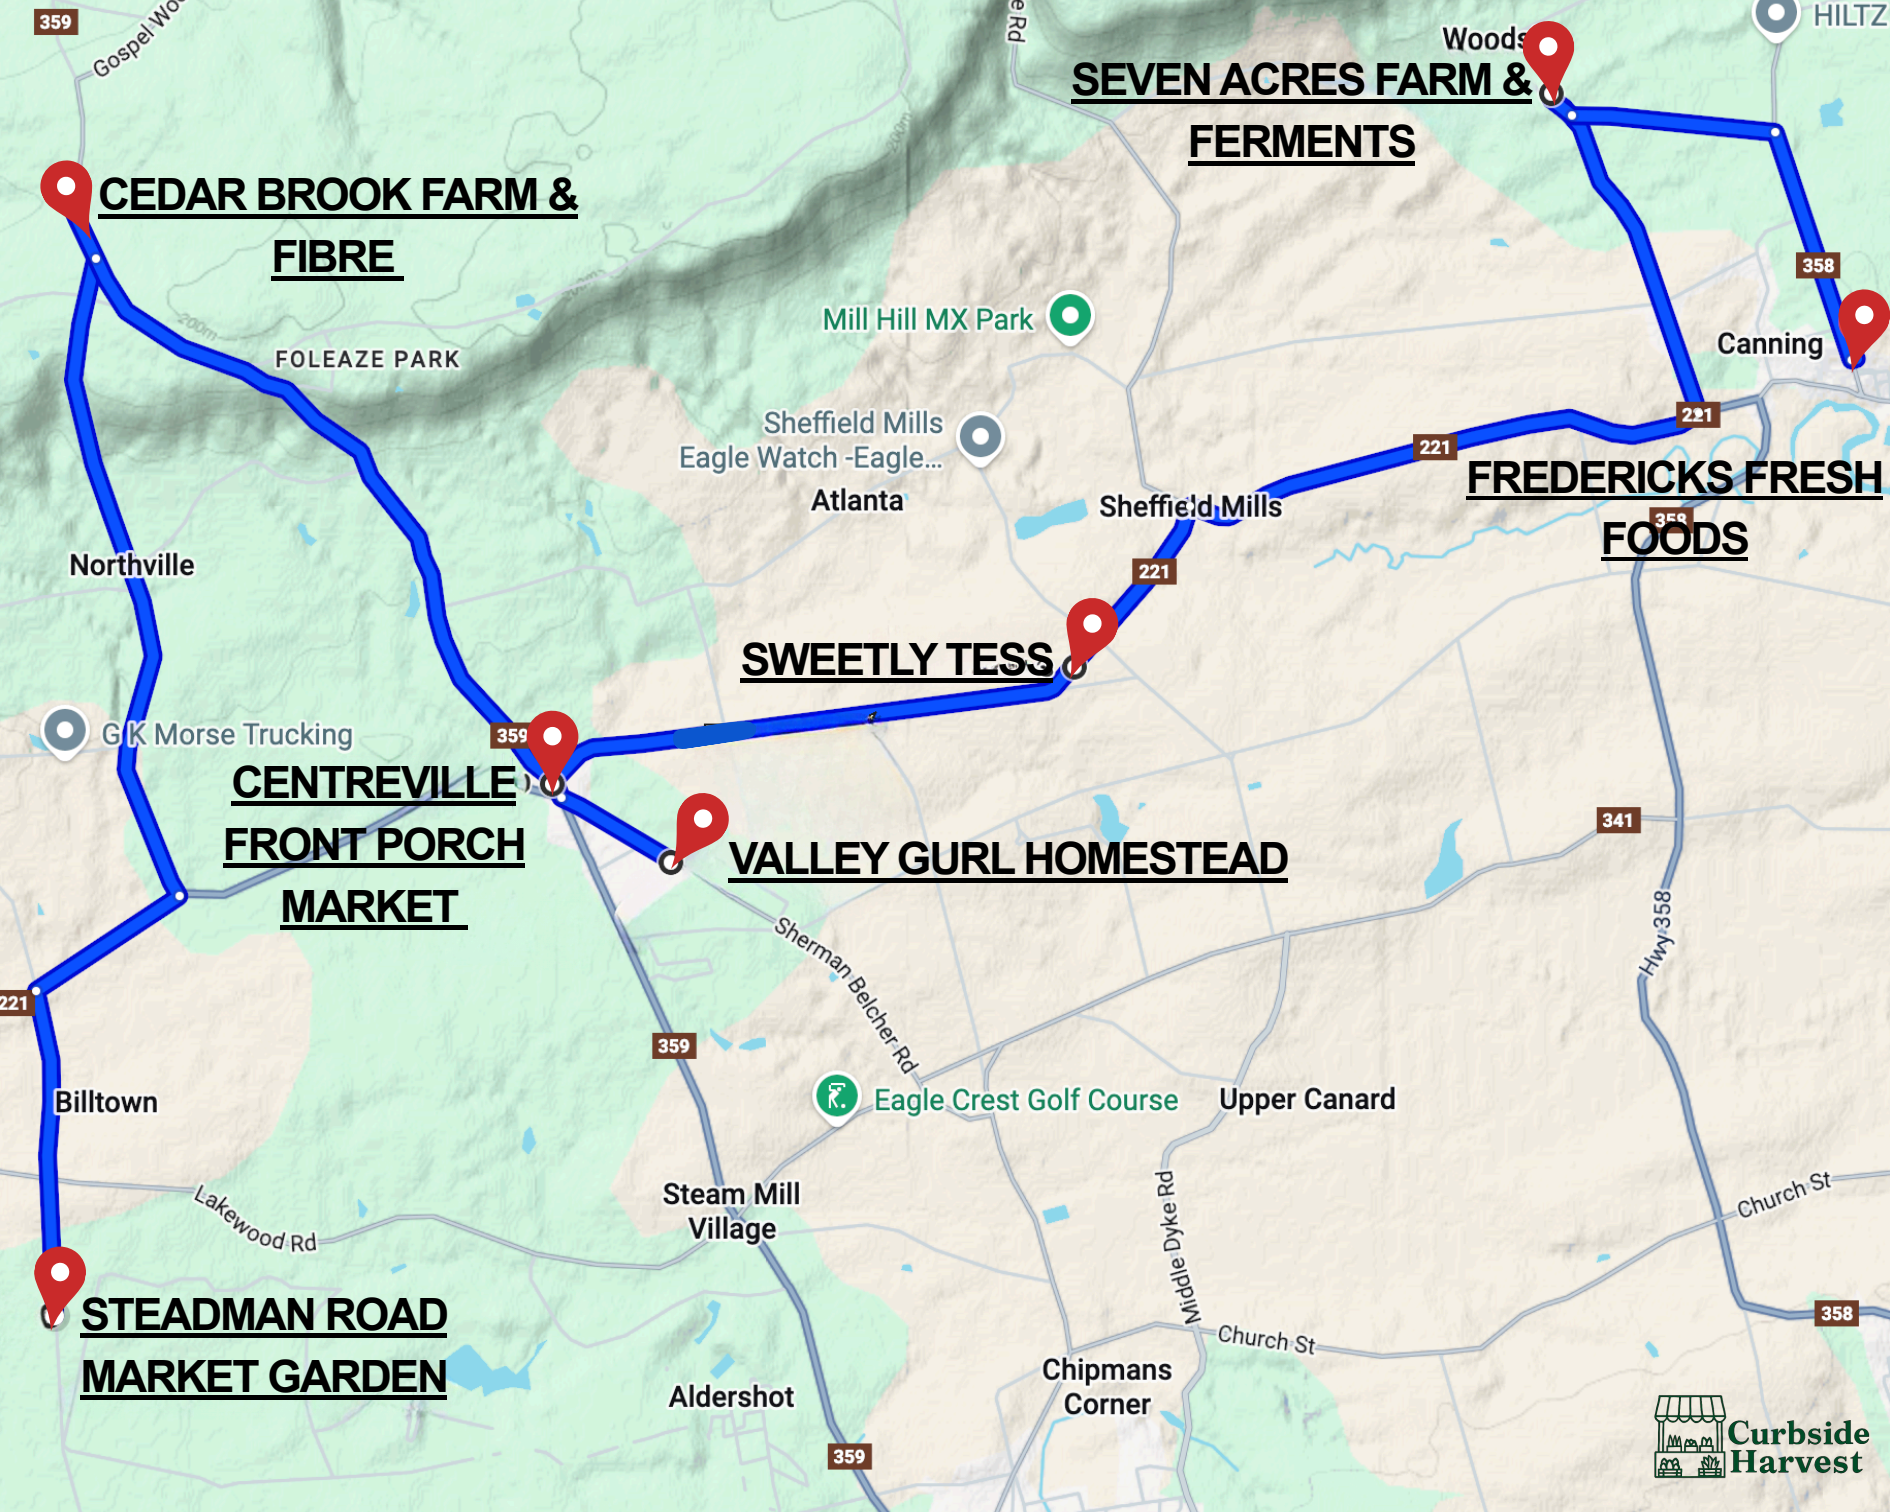 359
Gospel Woo
e Rd
HILTZ
Woods
SEVEN ACRES FARM &
FERMENTS
200m
CEDAR BROOK FARM &
FIBRE
358
200m
Mill Hill MX Park
FOLEAZE PARK
Canning
221
Sheffield Mills
Eagle Watch -Eagle...
Atlanta
221
FREDERICKS FRESH
FOODS
358
Sheffield Mills
221
Northville
SWEETLY TESS
G K Morse Trucking
359
CENTREVILLE
FRONT PORCH
MARKET
VALLEY GURL HOMESTEAD
341
Hwy 358
Sherman Belcher Rd
221
359
Billtown
Eagle Crest Golf Course
Upper Canard
Steam Mill
Village
Lakewood Rd
Middle Dyke Rd
Church St
STEADMAN ROAD
MARKET GARDEN
358
Church St
Chipmans
Corner
Aldershot
359
Curbside
Harvest